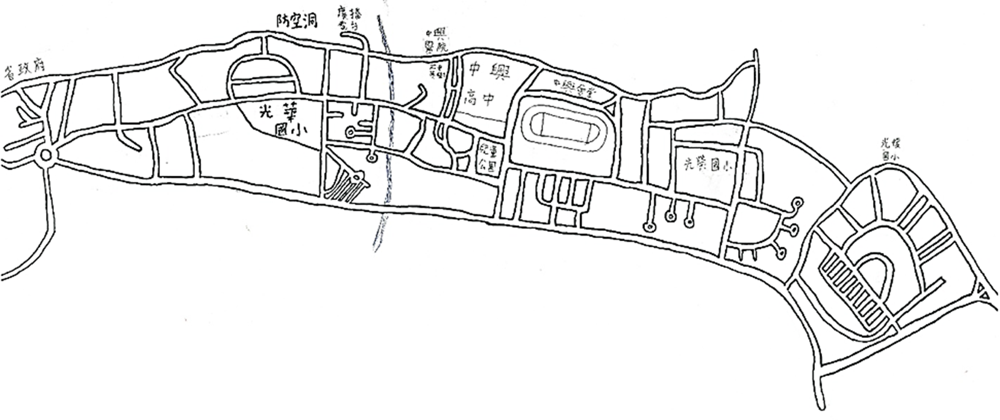 防空洞
廣播
電台
中興
醫院
省政府
中興
高中
中興會堂
光華
國小
兒童
公園
光榮國小
光復
國小